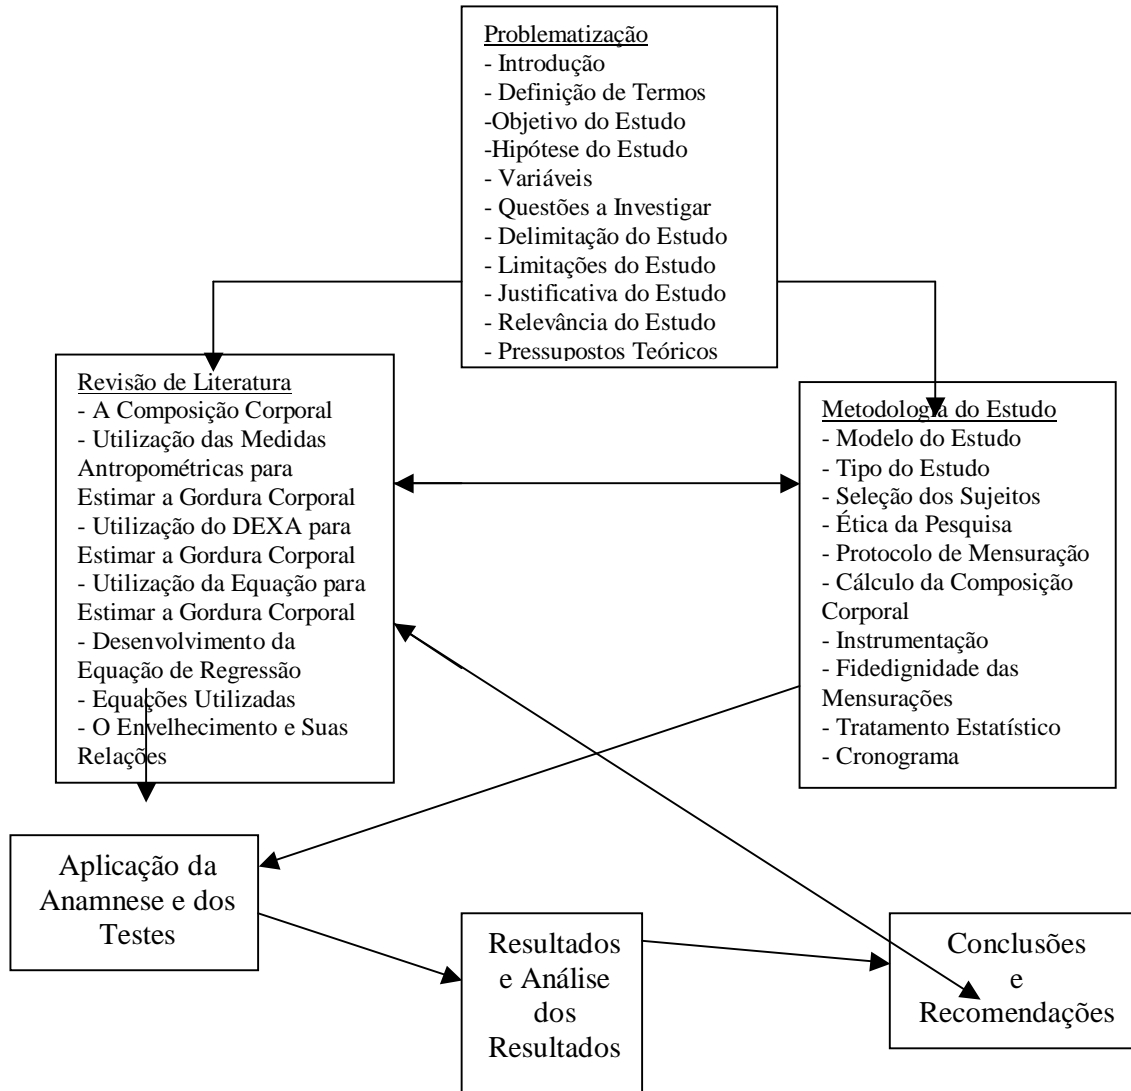 Problematização
- Introdução
- Definição de Termos
-Objetivo do Estudo
-Hipótese do Estudo
- Variáveis
- Questões a Investigar
- Delimitação do Estudo
- Limitações do Estudo
- Justificativa do Estudo
- Relevância do Estudo
- Pressupostos Teóricos
Revisão de Literatura
- A Composição Corporal
- Utilização das Medidas
Antropométricas para
Estimar a Gordura Corporal
- Utilização do DEXA para
Estimar a Gordura Corporal
- Utilização da Equação para
Estimar a Gordura Corporal
- Desenvolvimento da
Equação de Regressão
- Equações Utilizadas
- O Envelhecimento e Suas
Relações
Metodologia do Estudo
- Modelo do Estudo
- Tipo do Estudo
- Seleção dos Sujeitos
- Ética da Pesquisa
- Protocolo de Mensuração
- Cálculo da Composição
Corporal
- Instrumentação
- Fidedignidade das
Mensurações
- Tratamento Estatístico
- Cronograma
Aplicação da
Anamnese e dos
Testes
Resultados
e Análise
dos
Resultados
Conclusões
e
Recomendações